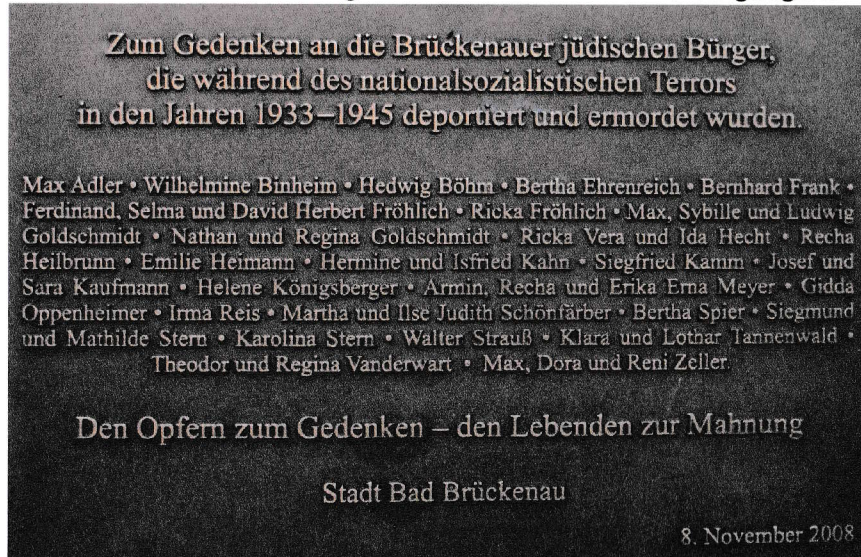 Zum Gedenken an die Brückenauer jüdischen Bürger,
die während des nationalsozialistischen Terrors
in den Jahren 1933–1945 deportiert und ermordet wurden.
Max Adler • Wilhelmine Binheim • Hedwig Böhm • Bertha Ehrenreich • Bernhard Frank •
Ferdinand, Selma und David Herbert Fröhlich • Ricka Fröhlich • Max, Sybille und Ludwig
Goldschmidt • Nathan und Regina Goldschmidt • Ricka Vera und Ida Hecht • Recha
Heilbrunn • Emilie Heimann • Hermine und Isfried Kahn • Siegfried Kamm • Josef und
Sara Kaufmann • Helene Königsberger • Armin, Recha und Erika Erna Meyer • Gidda
Oppenheimer • Irma Reis • Martha und Ilse Judith Schönfärber • Bertha Spier • Siegmund
und Mathilde Stern • Karolina Stern • Walter Strauß • Klara und Lothar Tannenwald •
Theodor und Regina Vanderwart • Max, Dora und Reni Zeller.
Den Opfern zum Gedenken – den Lebenden zur Mahnung
Stadt Bad Brückenau
8. November 2008